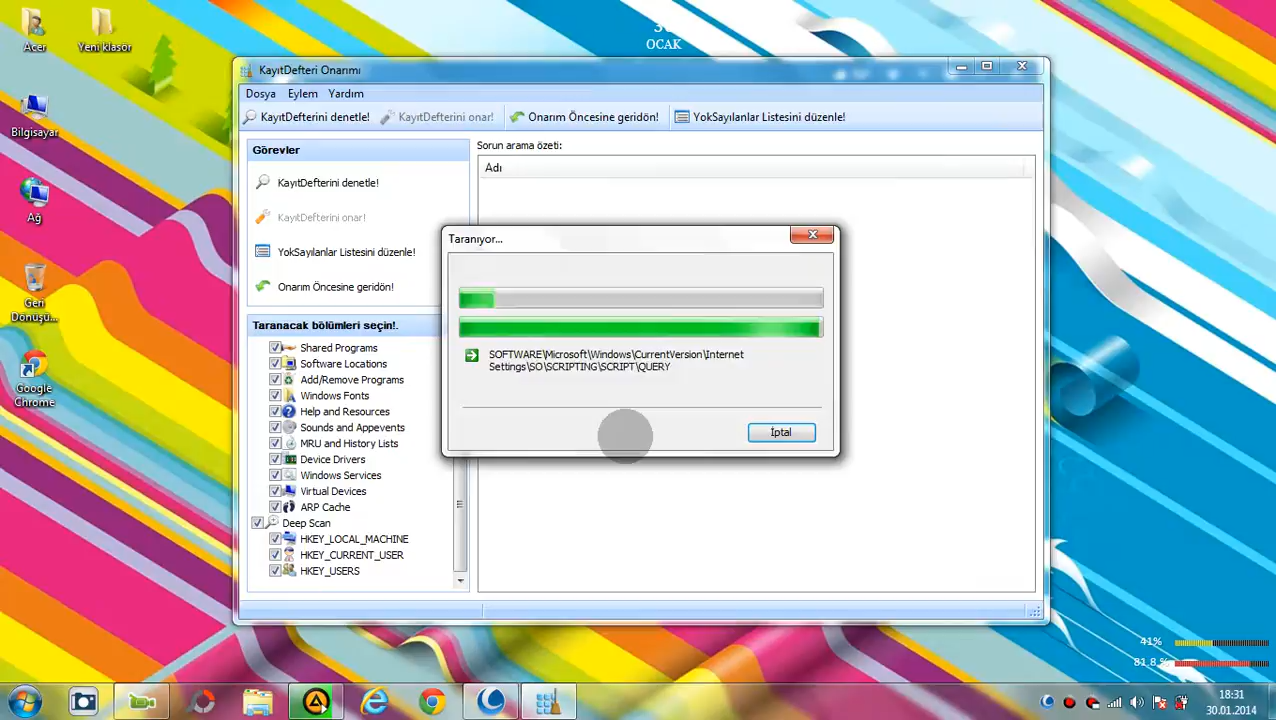 Acer
Yeni klasör
OCAK
Bilgisayar
Ağ
Geri
Dönüşü...
Google
Chrome
KayıtDefteri Onarımı
Dosya Eylem Yardım
KayıtDefterini denetle! KayıtDefterini onar! Onarım Öncesine geridön! YokSayılanlar Listesini düzenle!
Görevler
KayıtDefterini denetle!
KayıtDefterini onar!
YokSayılanlar Listesini düzenle!
Onarım Öncesine geridön!
Taranacak bölümleri seçin!.
Shared Programs
Software Locations
Add/Remove Programs
Windows Fonts
Help and Resources
Sounds and Appevents
MRU and History Lists
Device Drivers
Windows Services
Virtual Devices
ARP Cache
Deep Scan
HKEY_LOCAL_MACHINE
HKEY_CURRENT_USER
HKEY_USERS
Sorun arama özeti:
Adı
Taranıyor...
SOFTWARE\Microsoft\Windows\CurrentVersion\Internet
Settings\SO\SCRIPTING\SCRIPT\QUERY
İptal
41%
81,8 %
18:31
30.01.2014